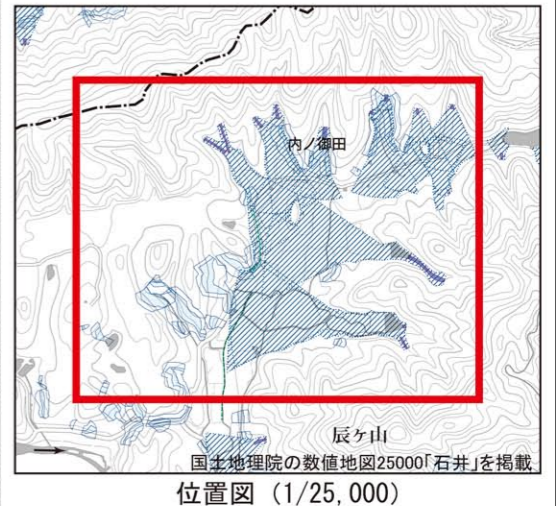 内ノ御田
辰ヶ山
国土地理院の数値地図25000「石井」を掲載
位置図 (1/25,000)